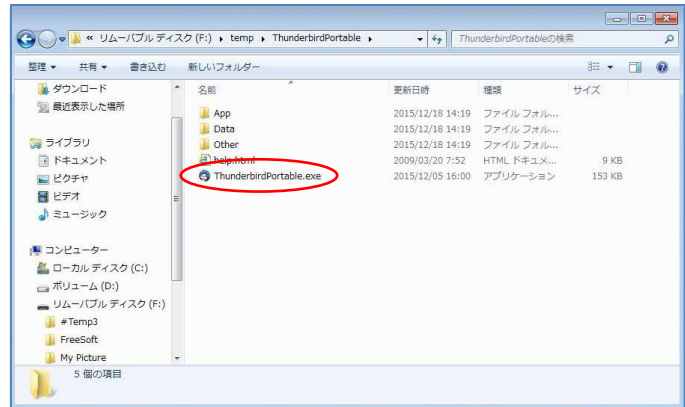 « リムーバブル ディスク (F:) ▸ temp ▸ ThunderbirdPortable ▸
ThunderbirdPortableの検索
整理 ▼ 共有 ▼ 書き込む 新しいフォルダー
ダウンロード
最近表示した場所
ライブラリ
ドキュメント
ピクチャ
ビデオ
ミュージック
コンピューター
ローカル ディスク (C:)
ボリューム (D:)
リムーバブル ディスク (F:)
#Temp3
FreeSoft
My Picture
名前 更新日時 種類 サイズ
App 2015/12/18 14:19 ファイル フォル...
Data 2015/12/18 14:19 ファイル フォル...
Other 2015/12/18 14:19 ファイル フォル...
help.html 2009/03/20 7:52 HTML ドキュメ... 9 KB
ThunderbirdPortable.exe 2015/12/05 16:00 アプリケーション 153 KB
5 個の項目